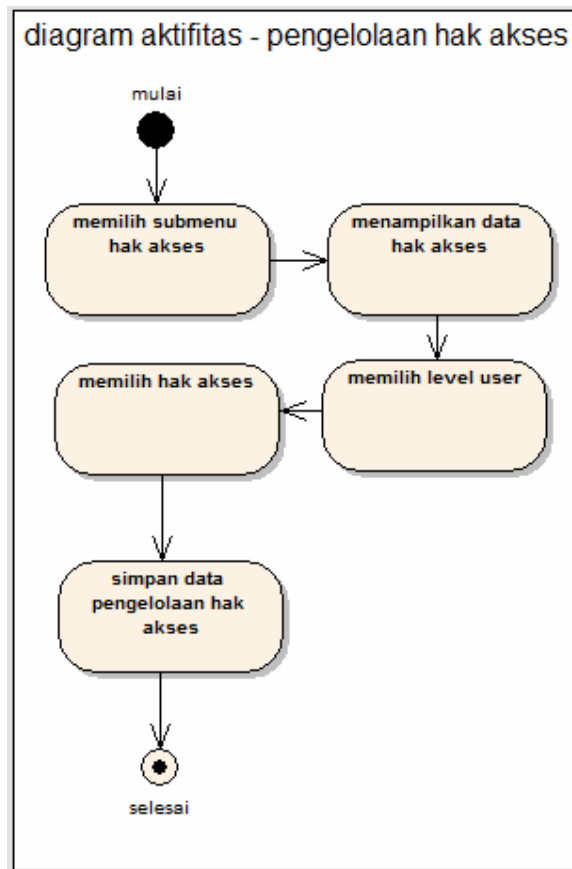 diagram aktifitas - pengelolaan hak akses
mulai
memilih submenu
hak akses
menampilkan data
hak akses
memilih level user
memilih hak akses
simpan data
pengelolaan hak
akses
selesai